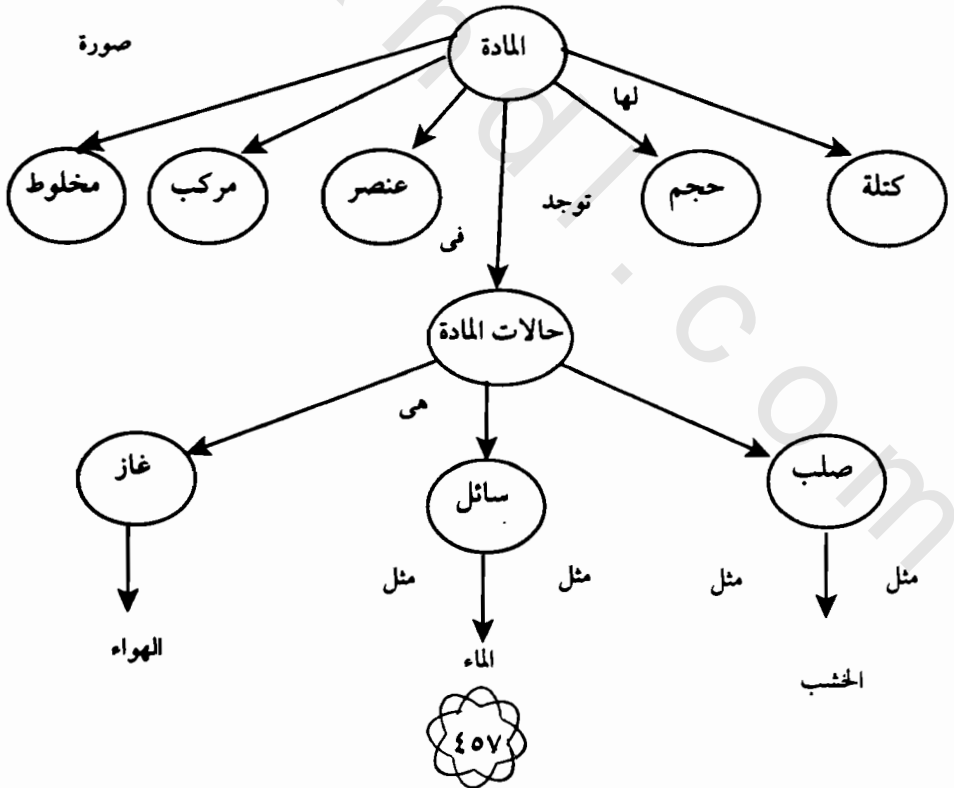 المادة
صورة
لها
كتلة
حجم
توجد
عنصر
مركب
مخلوط
فى
حالات المادة
هى
صلب
سائل
غاز
مثل
مثل
مثل
مثل
الهواء
الماء
الخشب
٤٥٧